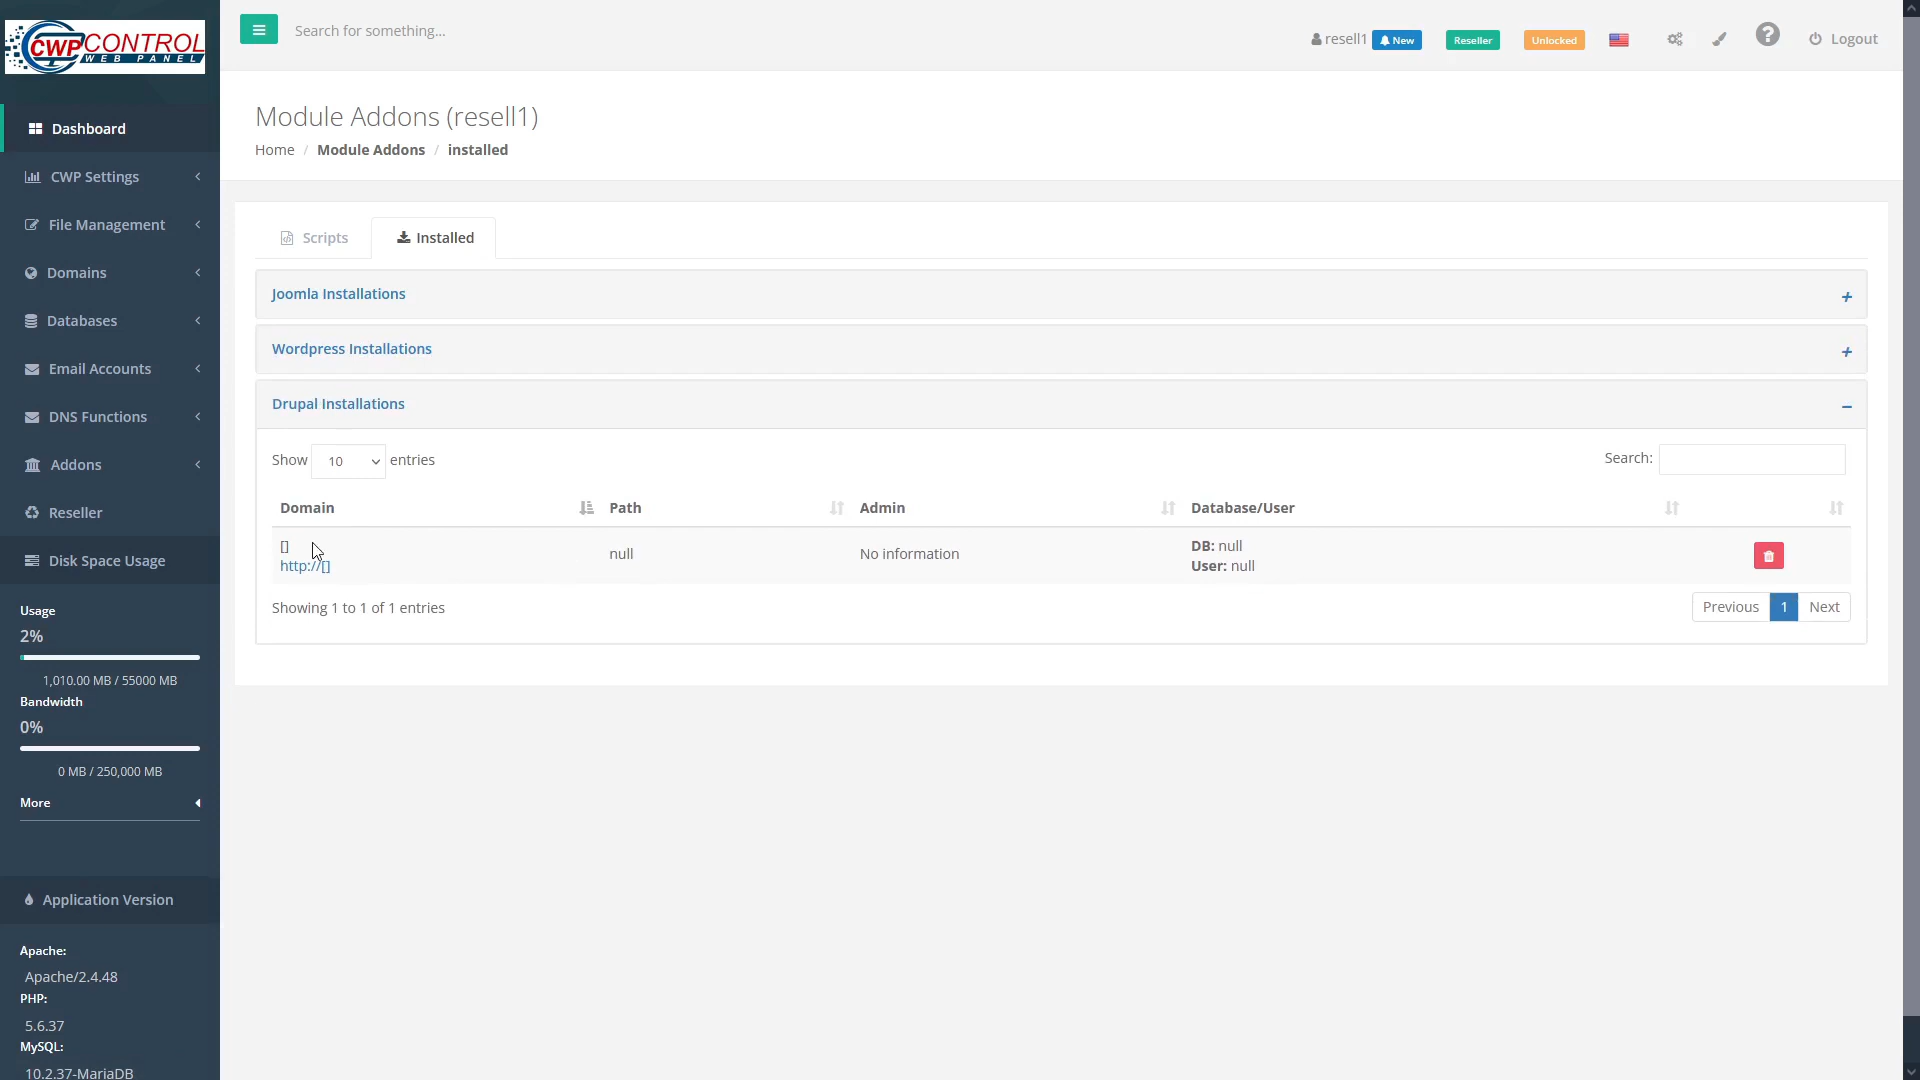 CWP CONTROL
WEB PANEL
Search for something...
resell1
New
Reseller
Unlocked
?
Logout
Module Addons (resell1)
Home / Module Addons / installed
Dashboard
CWP Settings
File Management
Domains
Databases
Email Accounts
DNS Functions
Addons
Reseller
Disk Space Usage
Usage
2%
1,010.00 MB / 55000 MB
Bandwidth
0%
0 MB / 250,000 MB
More
Application Version
Apache:
Apache/2.4.48
PHP:
5.6.37
MySQL:
10.2.37-MariaDB
Scripts
Installed
Joomla Installations
+
Wordpress Installations
+
Drupal Installations
–
Show 10 entries
Search:
Domain Path Admin Database/User
[]
http://[]
null
No information
DB: null
User: null
Showing 1 to 1 of 1 entries
Previous 1 Next